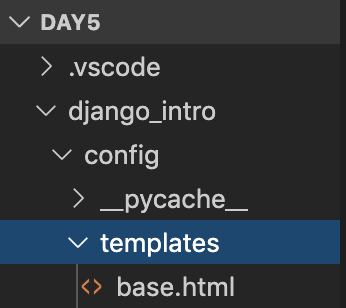 DAY5
.vscode
django_intro
config
__pycache__
templates
<> base.html